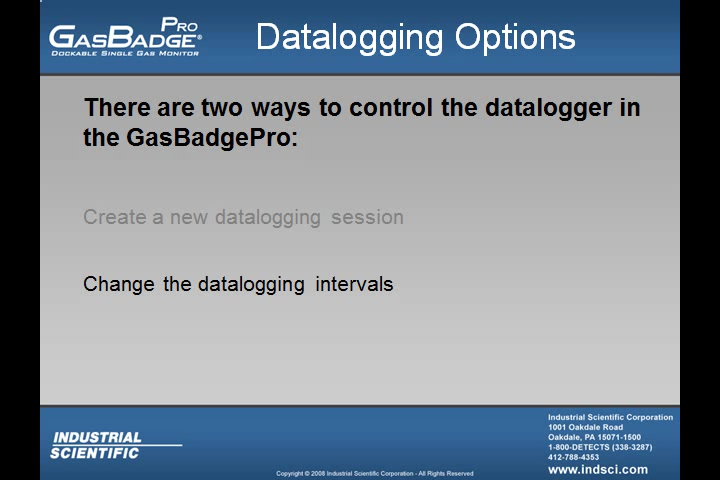 GASBADGE® PRO
DOCKABLE SINGLE GAS MONITOR
Datalogging Options
There are two ways to control the datalogger in
the GasBadgePro:
Create a new datalogging session
Change the datalogging intervals
INDUSTRIAL
SCIENTIFIC
Copyright © 2008 Industrial Scientific Corporation - All Rights Reserved
Industrial Scientific Corporation
1001 Oakdale Road
Oakdale, PA 15071-1500
1-800-DETECTS (338-3287)
412-788-4353
www.indsci.com